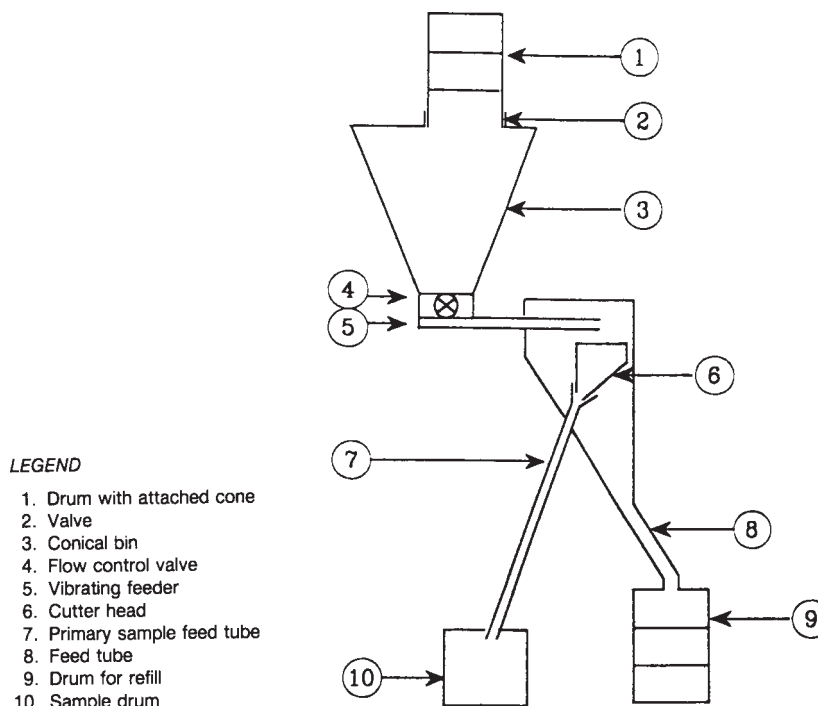 1
2
3
4
5
6
7
8
9
10
LEGEND
1. Drum with attached cone
2. Valve
3. Conical bin
4. Flow control valve
5. Vibrating feeder
6. Cutter head
7. Primary sample feed tube
8. Feed tube
9. Drum for refill
10. Sample drum